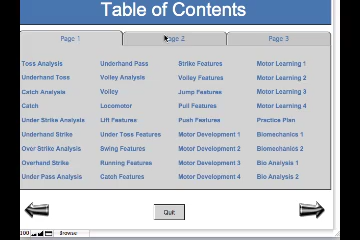 Table of Contents
Page 1 Page 2 Page 3
Toss Analysis Underhand Pass Strike Features Motor Learning 1
Underhand Toss Volley Analysis Volley Features Motor Learning 2
Catch Analysis Volley Jump Features Motor Learning 3
Catch Locomotor Pull Features Motor Learning 4
Under Strike Analysis Lift Features Push Features Practice Plan
Underhand Strike Under Toss Features Motor Development 1 Biomechanics 1
Over Strike Analysis Swing Features Motor Development 2 Biomechanics 2
Overhand Strike Running Features Motor Development 3 Bio Analysis 1
Under Pass Analysis Catch Features Motor Development 4 Bio Analysis 2
Quit
100 Browse